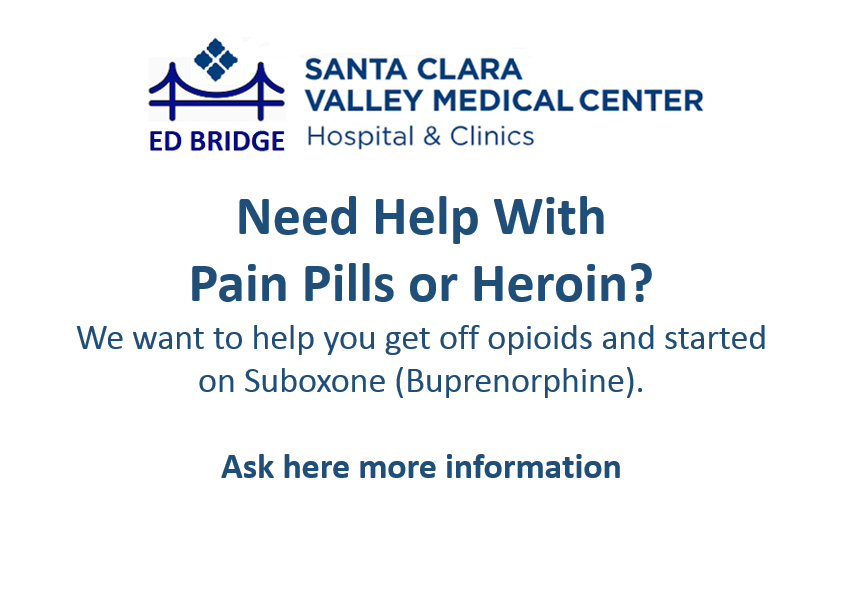 SANTA CLARA
VALLEY MEDICAL CENTER
Hospital & Clinics
ED BRIDGE
Need Help With
Pain Pills or Heroin?
We want to help you get off opioids and started
on Suboxone (Buprenorphine).
Ask here more information